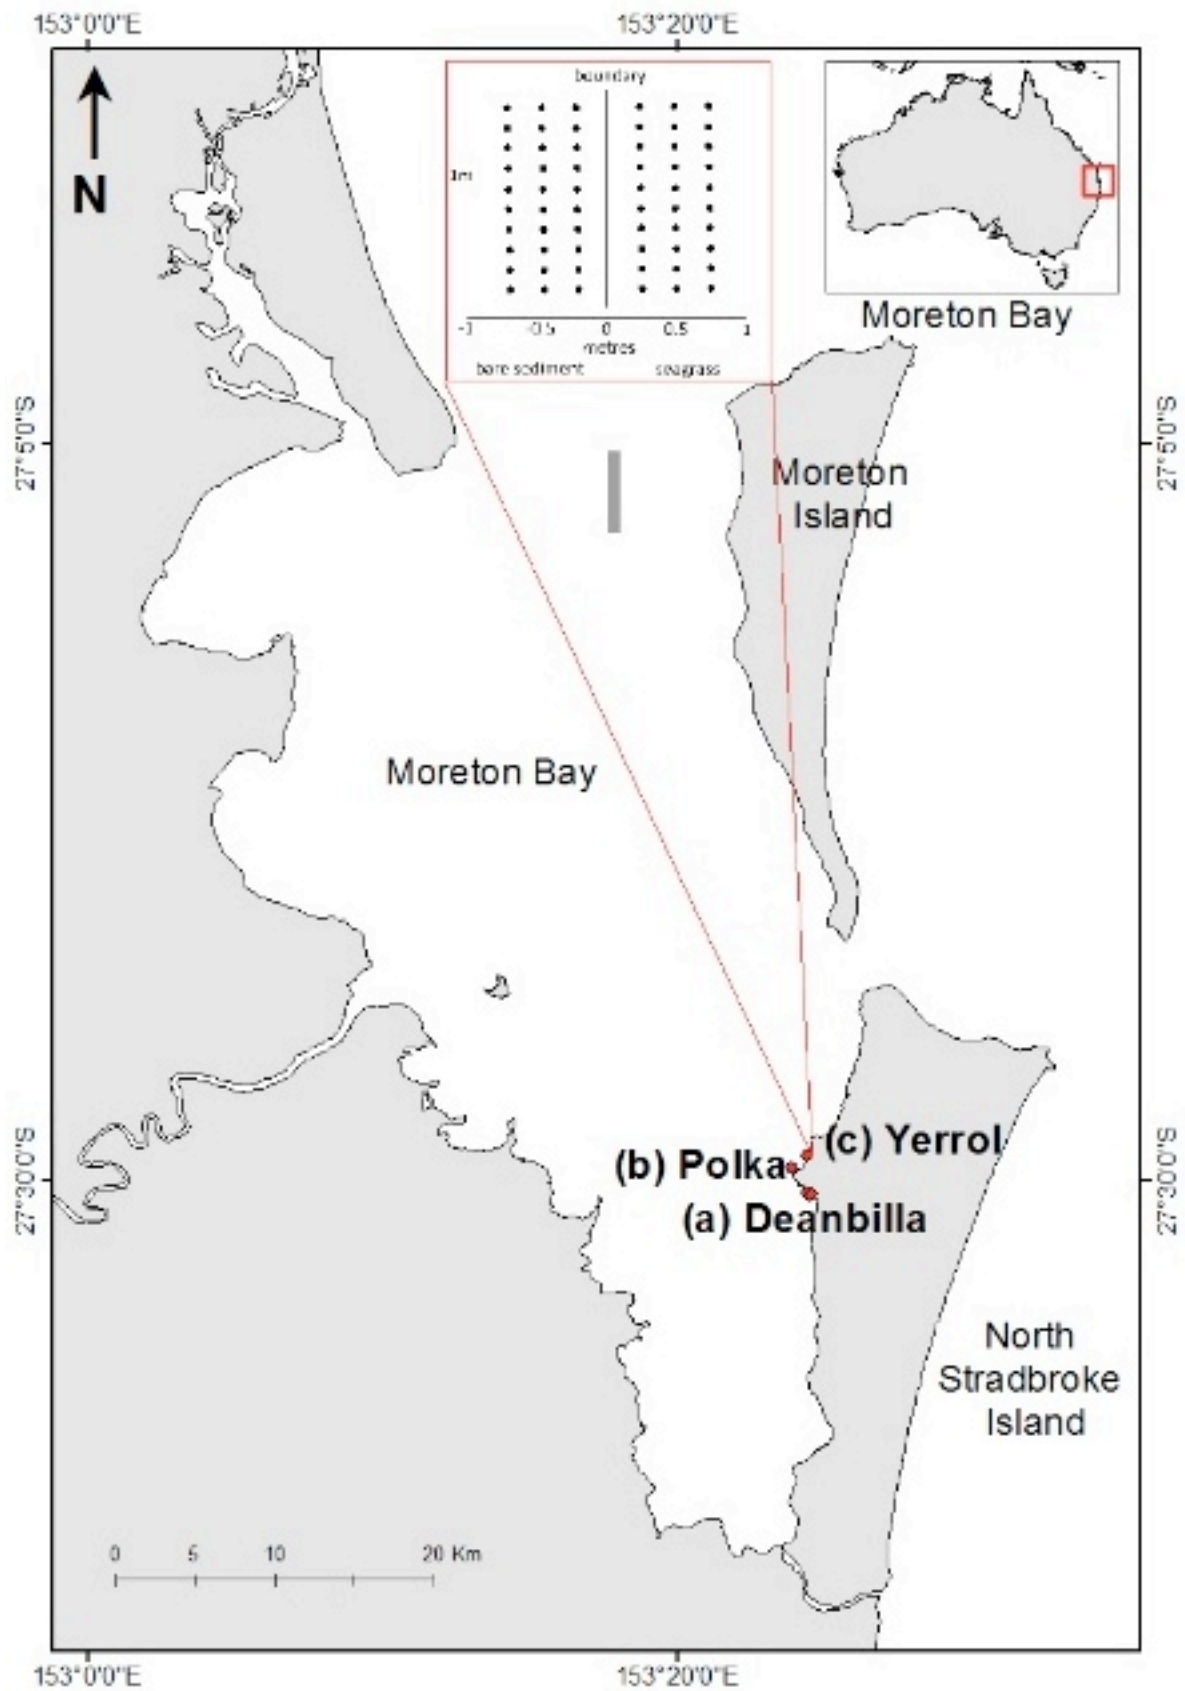 153°0'0"E
153°20'0"E
N
boundary
1m
-1
-0.5
0
0.5
1
metres
bare sediment
seagrass
Moreton Bay
27°5'0"S
27°5'0"S
Moreton
Island
Moreton Bay
(c) Yerrol
(b) Polka
(a) Deanbilla
27°30'0"S
27°30'0"S
North
Stradbroke
Island
0 5 10 20 Km
153°0'0"E
153°20'0"E